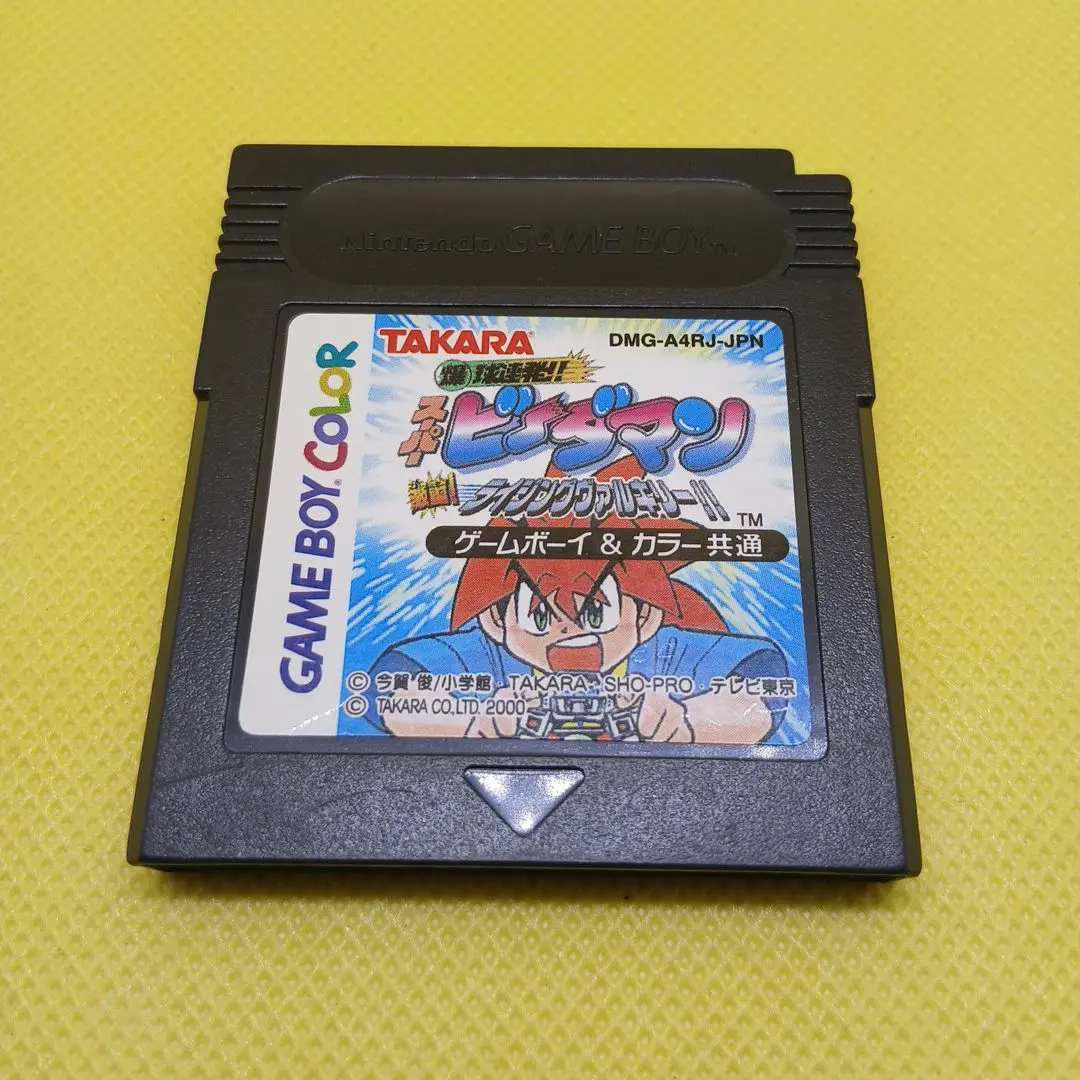 Nintendo GAME BOY TM
GAME BOY COLOR
TAKARA DMG-A4RJ-JPN
爆球連発!!
スーパー ビーダマン
激闘! ライジングヴァルキリー!!
TM
ゲームボーイ & カラー共通
© 今賀 俊/小学館・TAKARA・SHO-PRO・テレビ東京
© TAKARA CO.,LTD. 2000